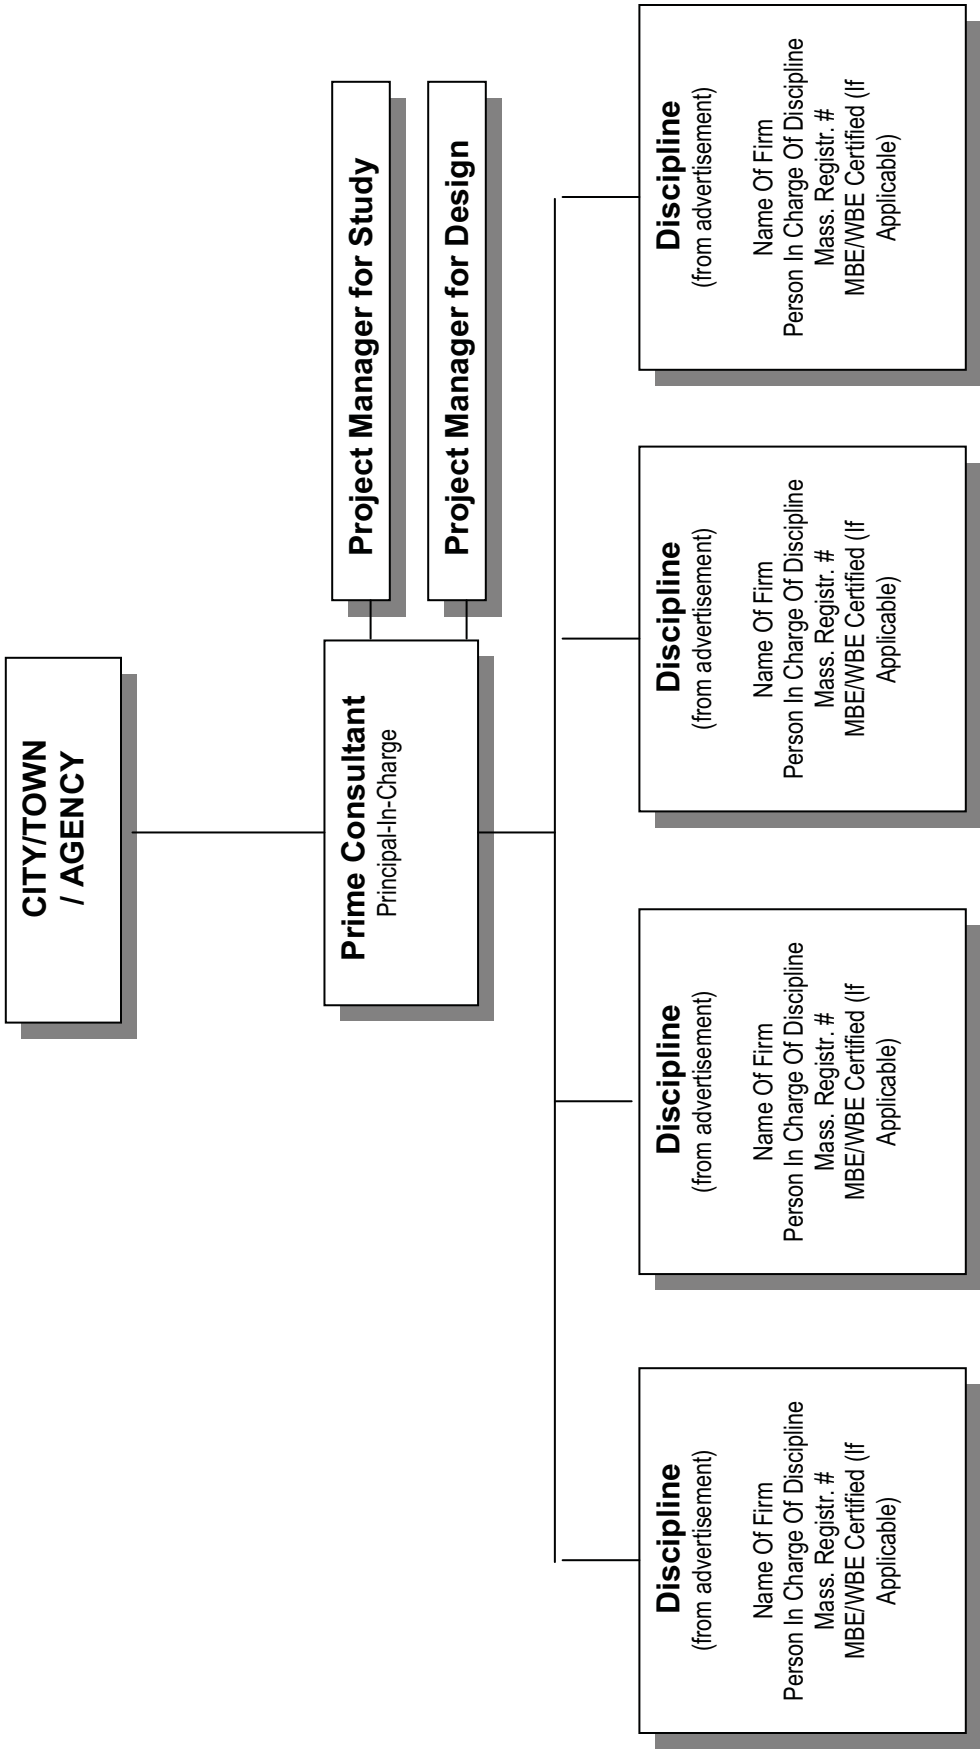 CITY/TOWN
/ AGENCY
Prime Consultant
Principal-In-Charge
Project Manager for Study
Project Manager for Design
Discipline
(from advertisement)
Name Of Firm
Person In Charge Of Discipline
Mass. Registr. #
MBE/WBE Certified (If
Applicable)
Discipline
(from advertisement)
Name Of Firm
Person In Charge Of Discipline
Mass. Registr. #
MBE/WBE Certified (If
Applicable)
Discipline
(from advertisement)
Name Of Firm
Person In Charge Of Discipline
Mass. Registr. #
MBE/WBE Certified (If
Applicable)
Discipline
(from advertisement)
Name Of Firm
Person In Charge Of Discipline
Mass. Registr. #
MBE/WBE Certified (If
Applicable)